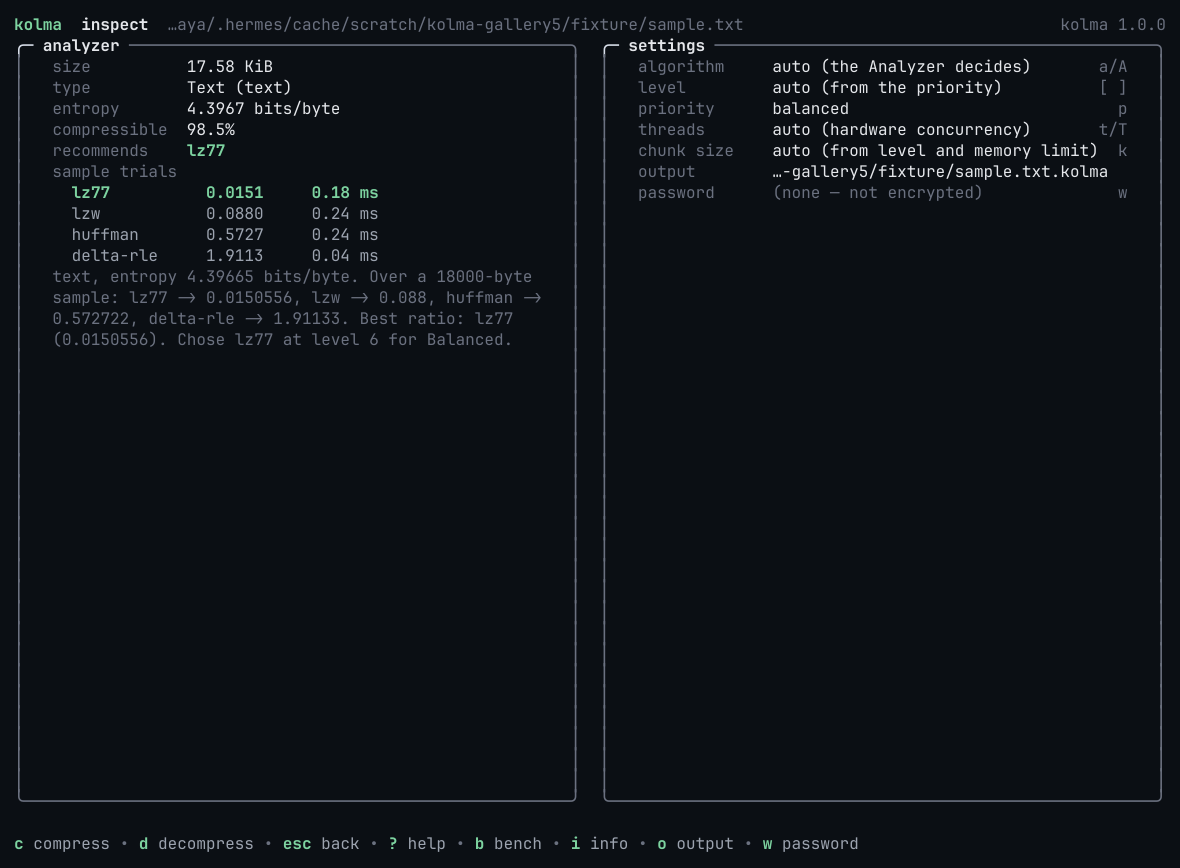 kolma inspect …aya/.hermes/cache/scratch/kolma-gallery5/fixture/sample.txt kolma 1.0.0
analyzer
size 17.58 KiB
type Text (text)
entropy 4.3967 bits/byte
compressible 98.5%
recommends lz77
sample trials
lz77 0.0151 0.18 ms
lzw 0.0880 0.24 ms
huffman 0.5727 0.24 ms
delta-rle 1.9113 0.04 ms
text, entropy 4.39665 bits/byte. Over a 18000-byte
sample: lz77 → 0.0150556, lzw → 0.088, huffman →
0.572722, delta-rle → 1.91133. Best ratio: lz77
(0.0150556). Chose lz77 at level 6 for Balanced.
settings
algorithm auto (the Analyzer decides) a/A
level auto (from the priority) [ ]
priority balanced p
threads auto (hardware concurrency) t/T
chunk size auto (from level and memory limit) k
output …-gallery5/fixture/sample.txt.kolma
password (none — not encrypted) w
c compress • d decompress • esc back • ? help • b bench • i info • o output • w password